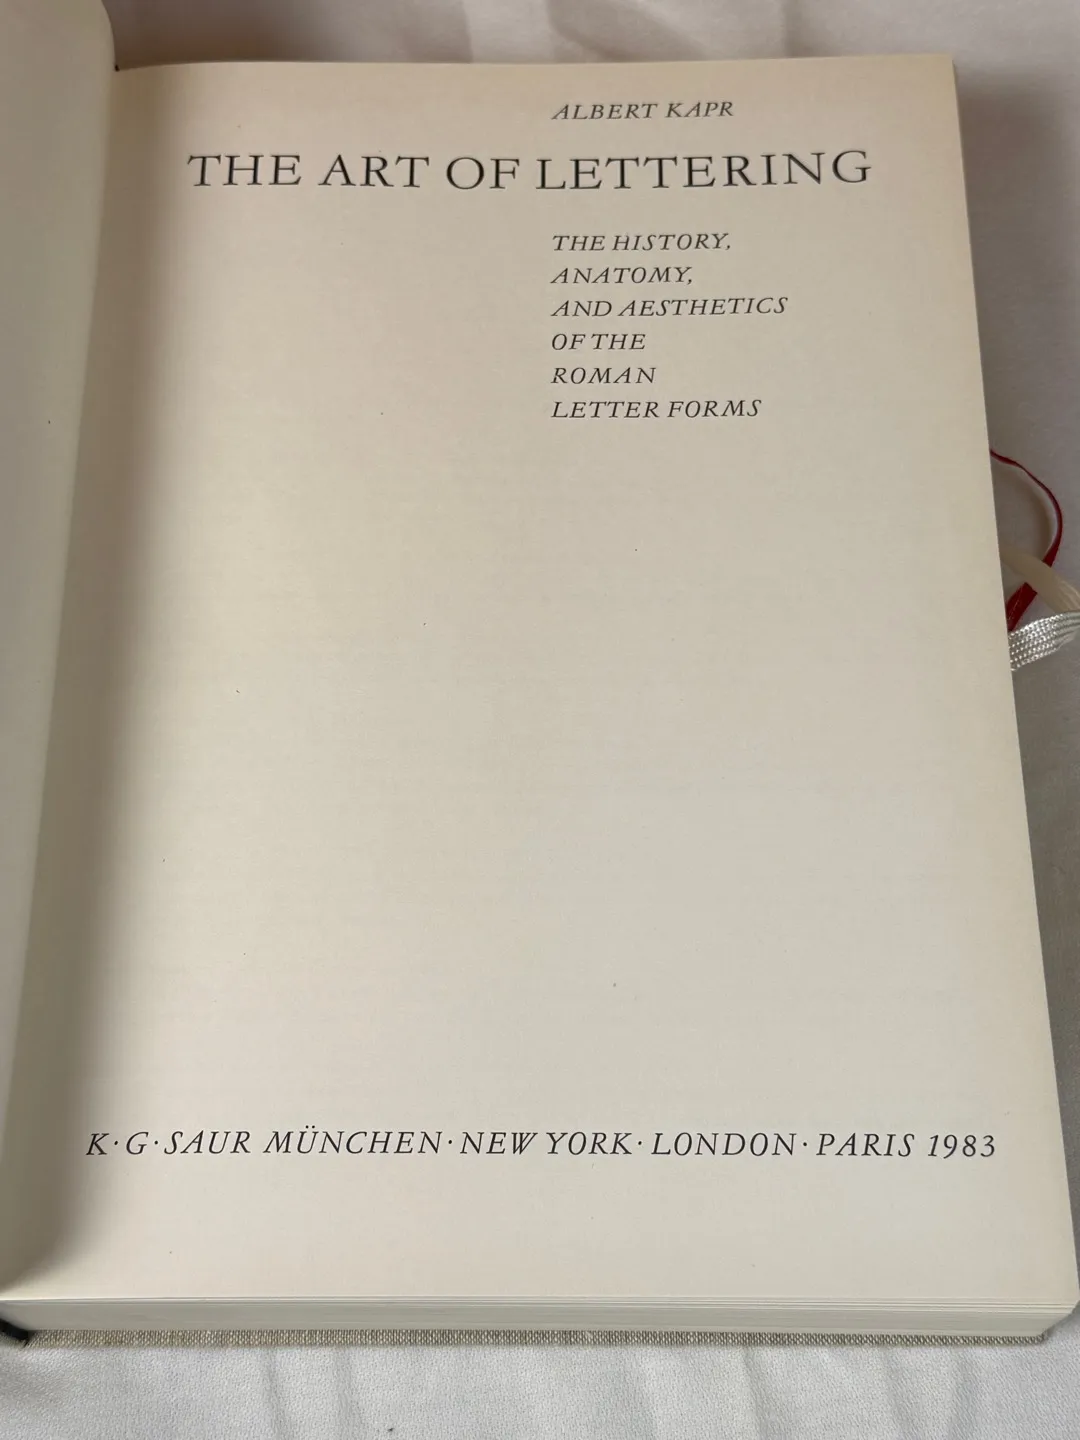 ALBERT KAPR
THE ART OF LETTERING
THE HISTORY,
ANATOMY,
AND AESTHETICS
OF THE
ROMAN
LETTER FORMS
K·G·SAUR MÜNCHEN·NEW YORK·LONDON·PARIS 1983